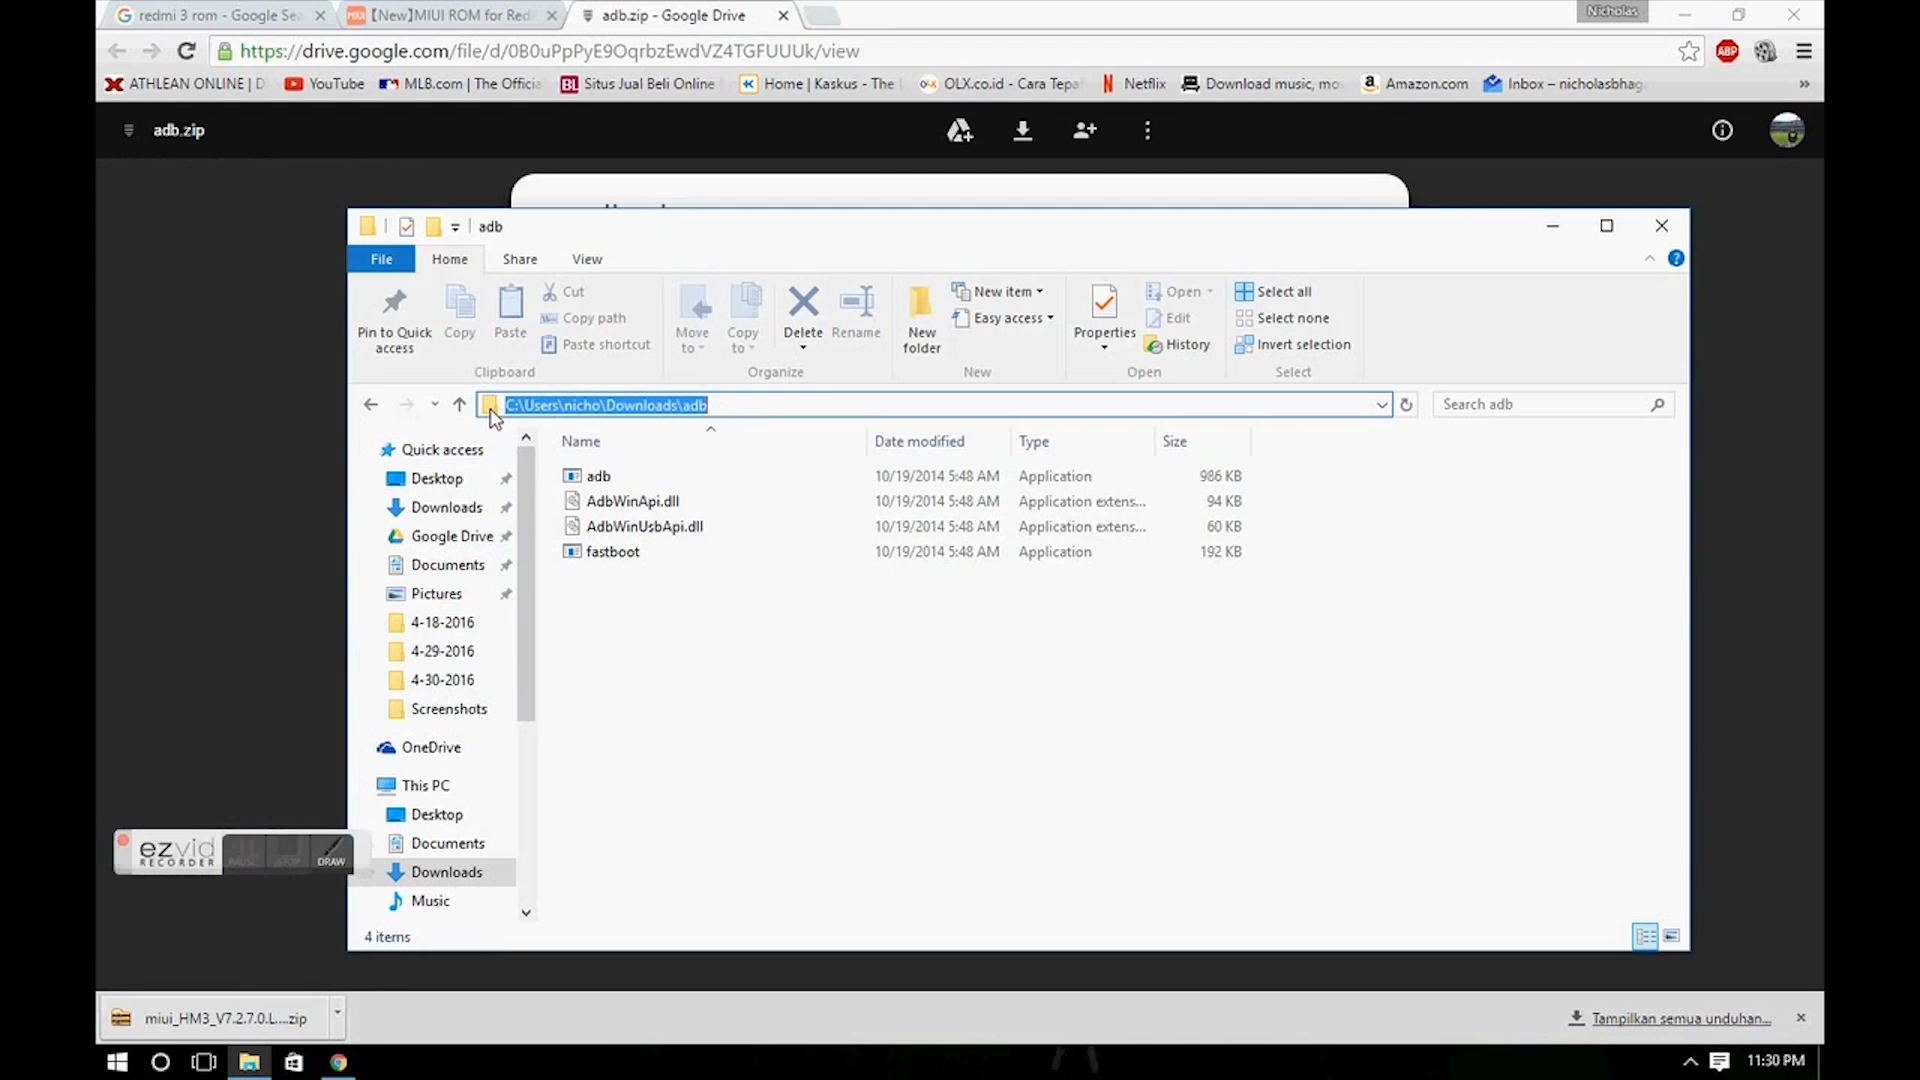 redmi 3 rom - Google Sea
【New】MIUI ROM for Redi
adb.zip - Google Drive
Nicholas
https://drive.google.com/file/d/0B0uPpPyE9OqrbzEwdVZ4TGFUUUk/view
ABP
ATHLEAN ONLINE | D
YouTube
MLB.com | The Officia
BL Situs Jual Beli Online
Home | Kaskus - The
OLX.co.id - Cara Tepa
Netflix
Download music, mo
Amazon.com
Inbox – nicholasbhag
»
adb.zip
adb
File
Home
Share
View
Pin to Quick access
Copy
Paste
Cut
Copy path
Paste shortcut
Clipboard
Move to
Copy to
Delete
Rename
Organize
New folder
New item
Easy access
New
Properties
Open
Edit
History
Open
Select all
Select none
Invert selection
Select
C:\Users\nicho\Downloads\adb
Search adb
Name
Date modified
Type
Size
adb 10/19/2014 5:48 AM Application 986 KB
AdbWinApi.dll 10/19/2014 5:48 AM Application extens... 94 KB
AdbWinUsbApi.dll 10/19/2014 5:48 AM Application extens... 60 KB
fastboot 10/19/2014 5:48 AM Application 192 KB
Quick access
Desktop
Downloads
Google Drive
Documents
Pictures
4-18-2016
4-29-2016
4-30-2016
Screenshots
OneDrive
This PC
Desktop
Documents
Downloads
Music
4 items
ezvid
RECORDER
PAUSE
STOP
DRAW
miui_HM3_V7.2.7.0.L....zip
Tampilkan semua unduhan...
11:30 PM